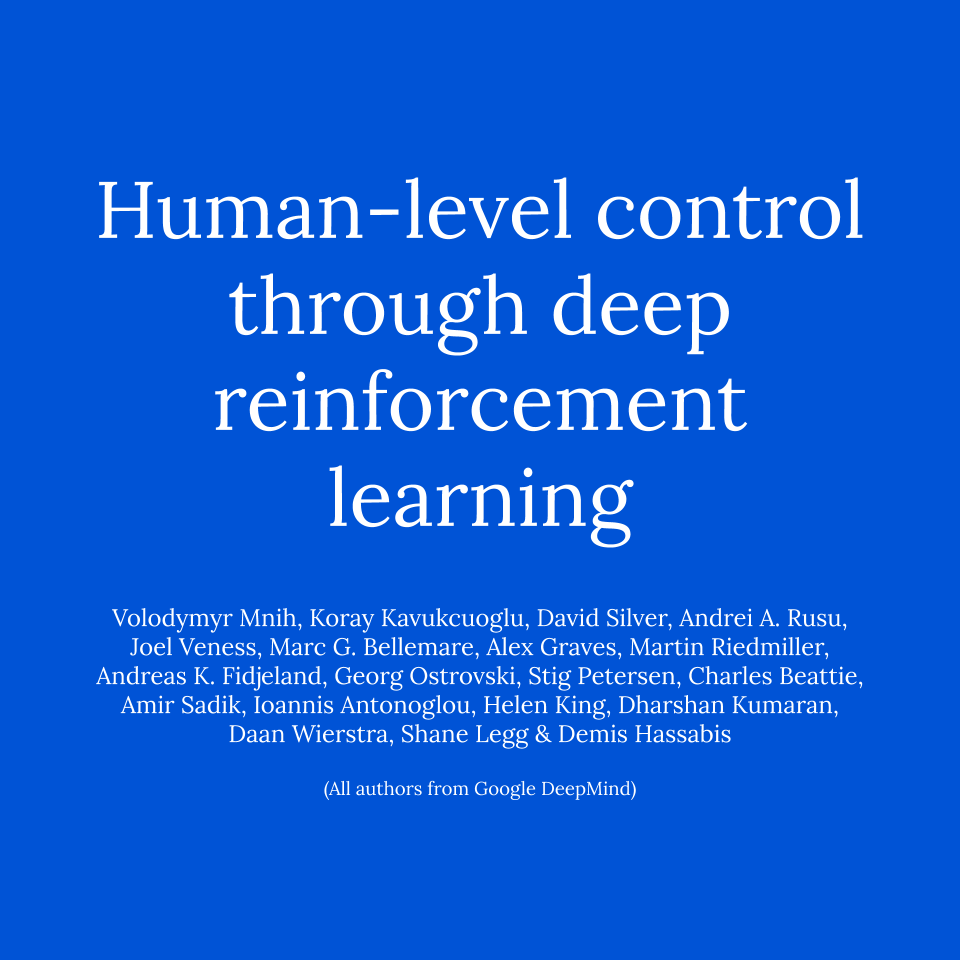 Human-level control
through deep
reinforcement
learning
Volodymyr Mnih, Koray Kavukcuoglu, David Silver, Andrei A. Rusu,
Joel Veness, Marc G. Bellemare, Alex Graves, Martin Riedmiller,
Andreas K. Fidjeland, Georg Ostrovski, Stig Petersen, Charles Beattie,
Amir Sadik, Ioannis Antonoglou, Helen King, Dharshan Kumaran,
Daan Wierstra, Shane Legg & Demis Hassabis
(All authors from Google DeepMind)